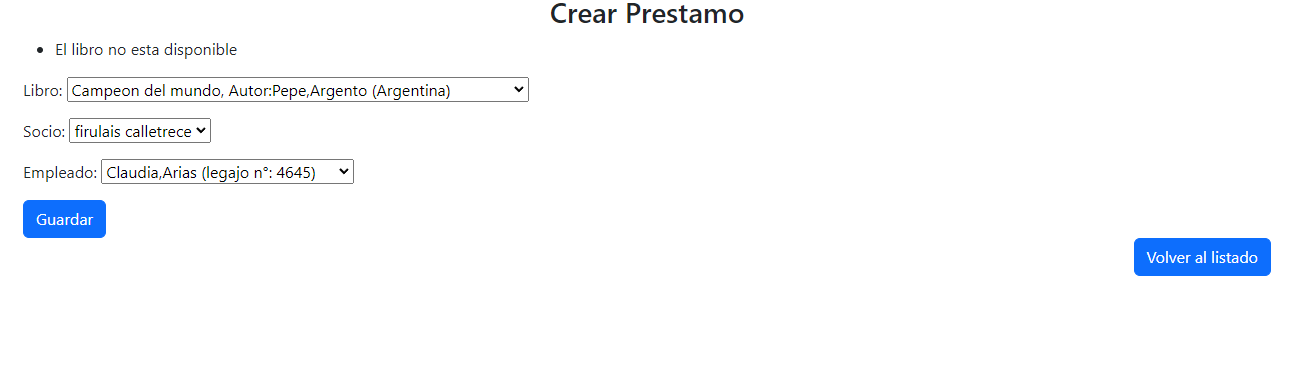 Crear Prestamo
El libro no esta disponible
Libro: Campeon del mundo, Autor:Pepe,Argento (Argentina)
Socio: firulais calletrece
Empleado: Claudia,Arias (legajo n°: 4645)
Guardar
Volver al listado